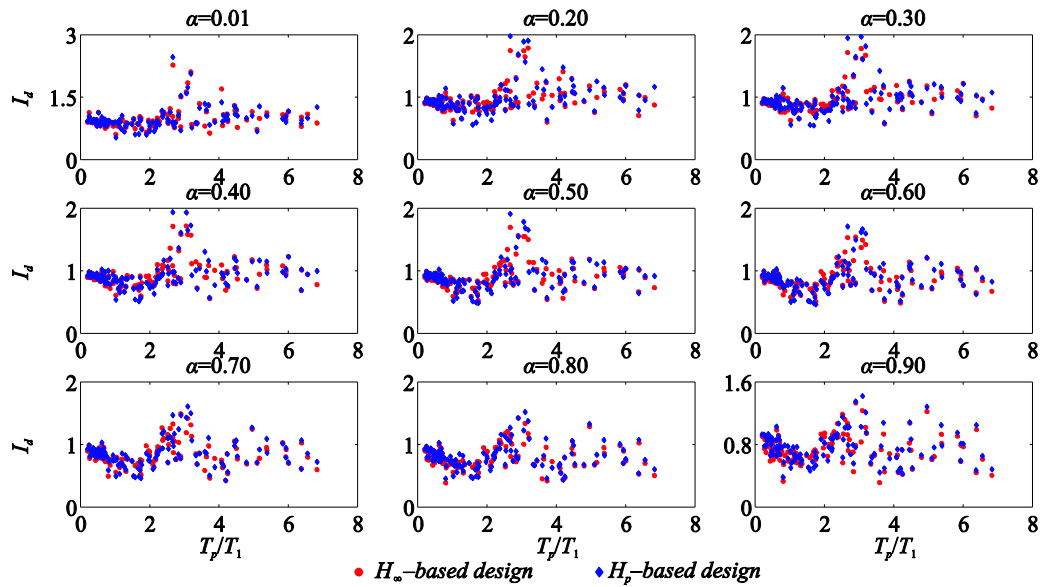 α=0.01 α=0.20 α=0.30
3 2 2
I_d 1.5 1 1
0 0 0
0 2 4 6 8 0 2 4 6 8 0 2 4 6 8
α=0.40 α=0.50 α=0.60
2 2 2
I_d 1 1 1
0 0 0
0 2 4 6 8 0 2 4 6 8 0 2 4 6 8
α=0.70 α=0.80 α=0.90
2 2 1.6
I_d 1 1 0.8
0 0 0
0 2 4 6 8 0 2 4 6 8 0 2 4 6 8
T_p/T_1 T_p/T_1 T_p/T_1
H_∞–based design H_p–based design